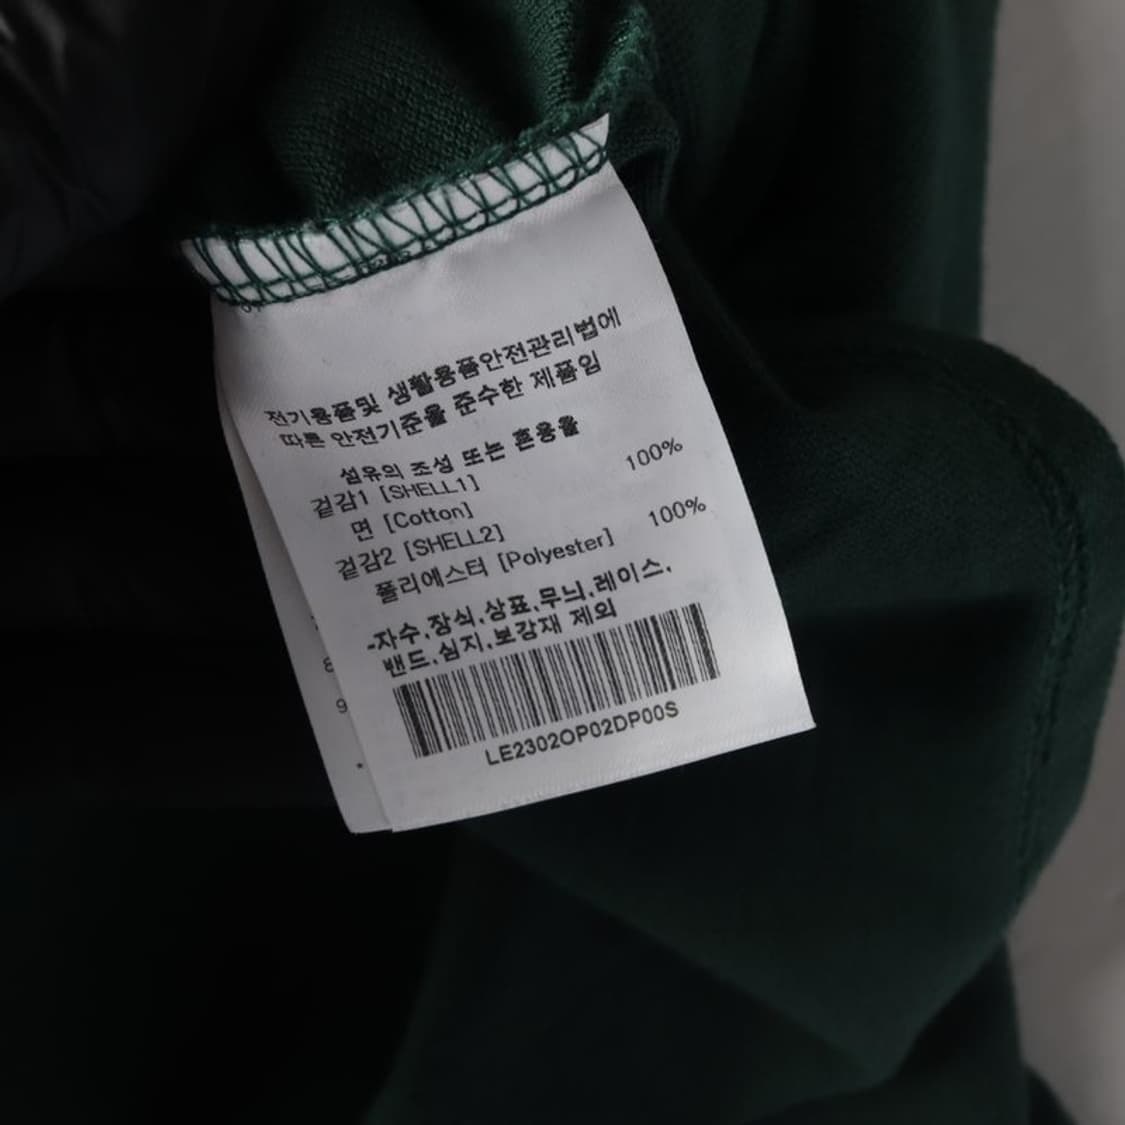 전기용품및 생활용품안전관리법에
따른 안전기준을 준수한 제품임
섬유의 조성 또는 혼용율
겉감1 [SHELL1]
면 [Cotton] 100%
겉감2 [SHELL2]
폴리에스터 [Polyester] 100%
-자수,장식,상표,무늬,레이스,
밴드,심지,보강재 제외
LE2302OP02DP00S